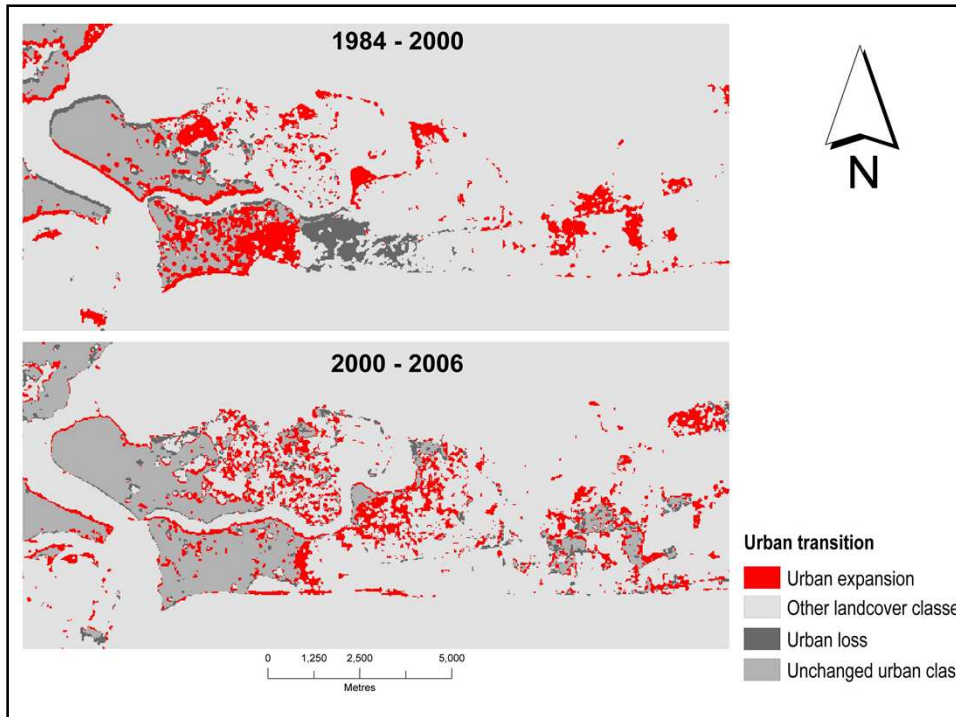 1984 - 2000
N
2000 - 2006
Urban transition
Urban expansion
Other landcover classe
Urban loss
Unchanged urban clas
0 1,250 2,500 5,000
Metres